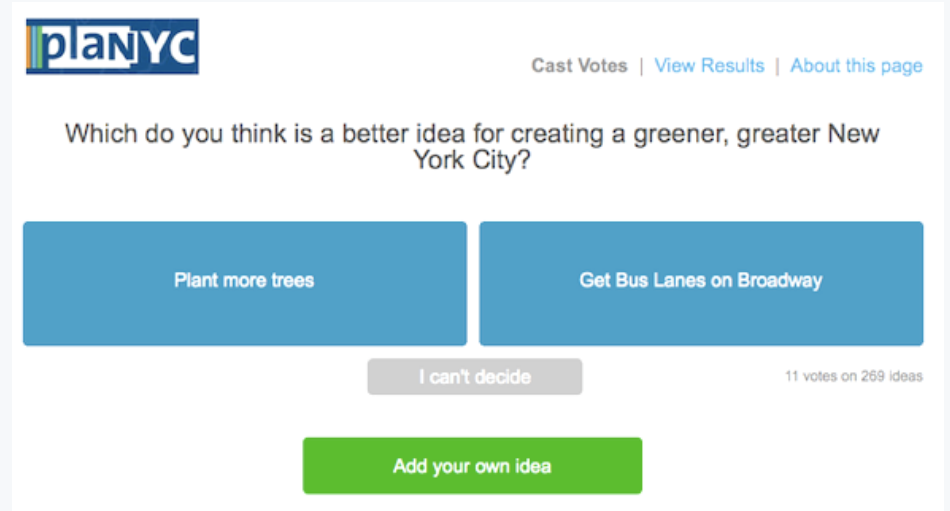 plaNYC
Cast Votes | View Results | About this page
Which do you think is a better idea for creating a greener, greater New
York City?
Plant more trees
Get Bus Lanes on Broadway
I can't decide
11 votes on 269 ideas
Add your own idea